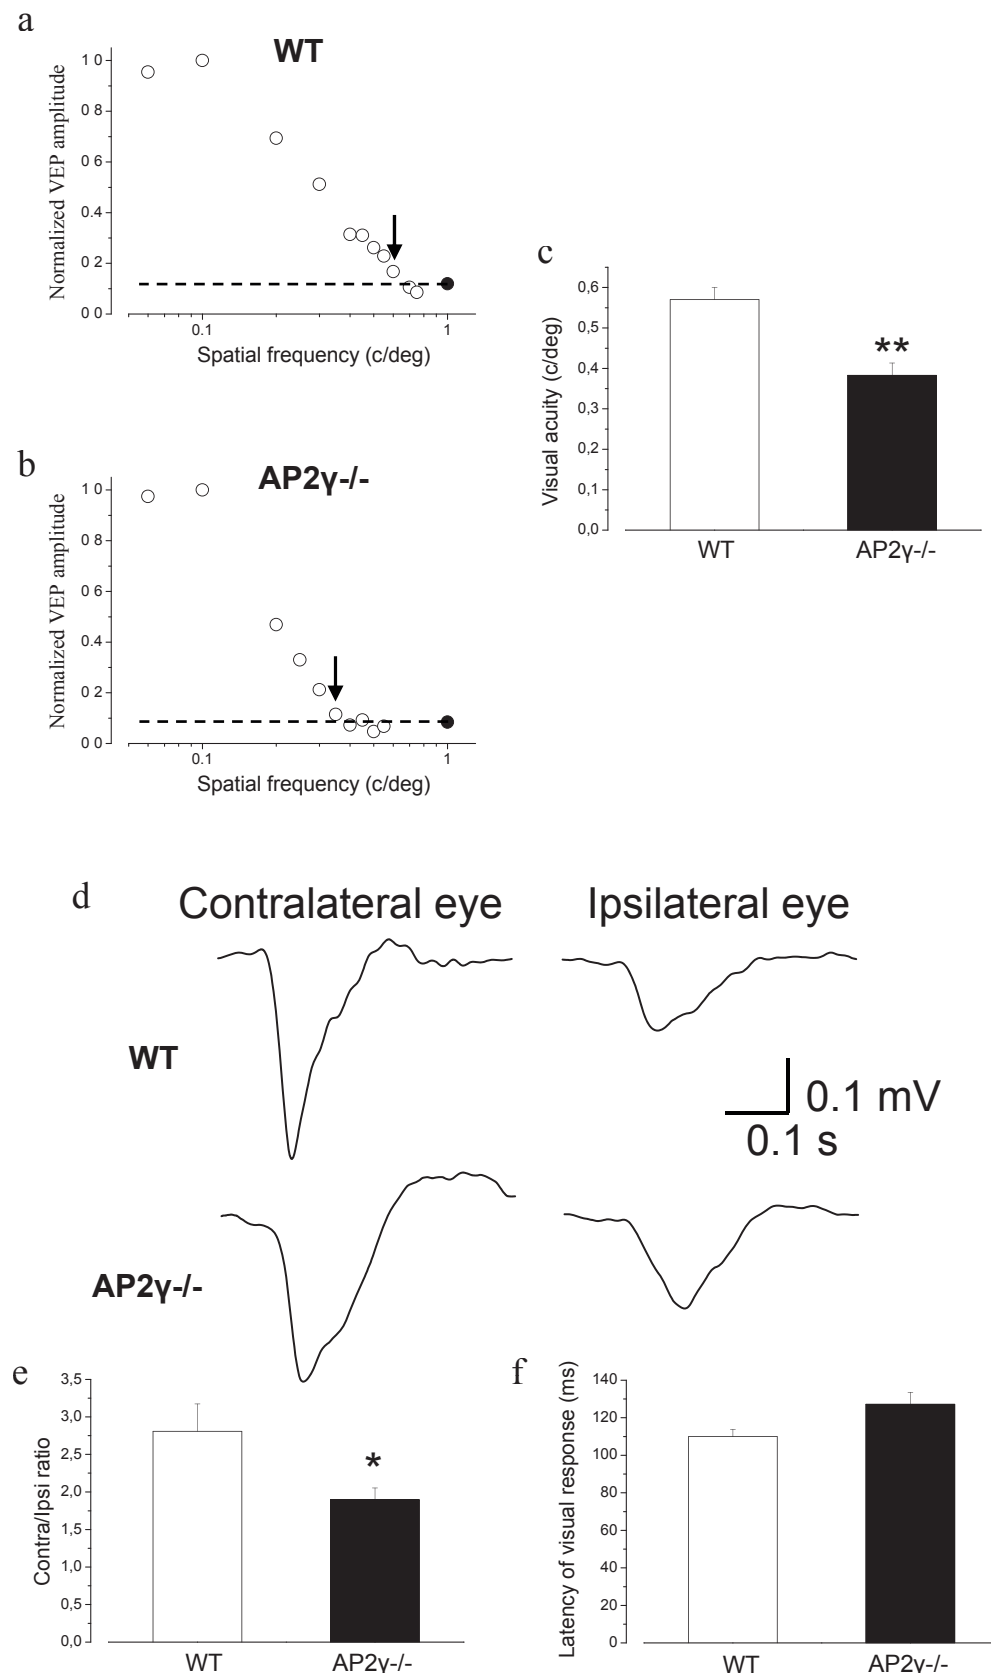 a
WT
Normalized VEP amplitude
1 0
0 8
0 6
0.4
0 2
0 0
0.1
1
Spatial frequency (c/deg)
b
AP2γ-/-
Normalized VEP amplitude
1 0
0 8
0 6
0.4
0 2
0 0
0.1
1
Spatial frequency (c/deg)
c
Visual acuity (c/deg)
0,6
0,5
0,4
0,3
0,2
0,1
0,0
**
WT
AP2γ-/-
d
Contralateral eye
Ipsilateral eye
WT
0.1 mV
0.1 s
AP2γ-/-
e
Contra/Ipsi ratio
3,5
3,0
2,5
2,0
1,5
1,0
0,5
0,0
*
WT
AP2γ-/-
f
Latency of visual response (ms)
140
120
100
80
60
40
20
0
WT
AP2γ-/-